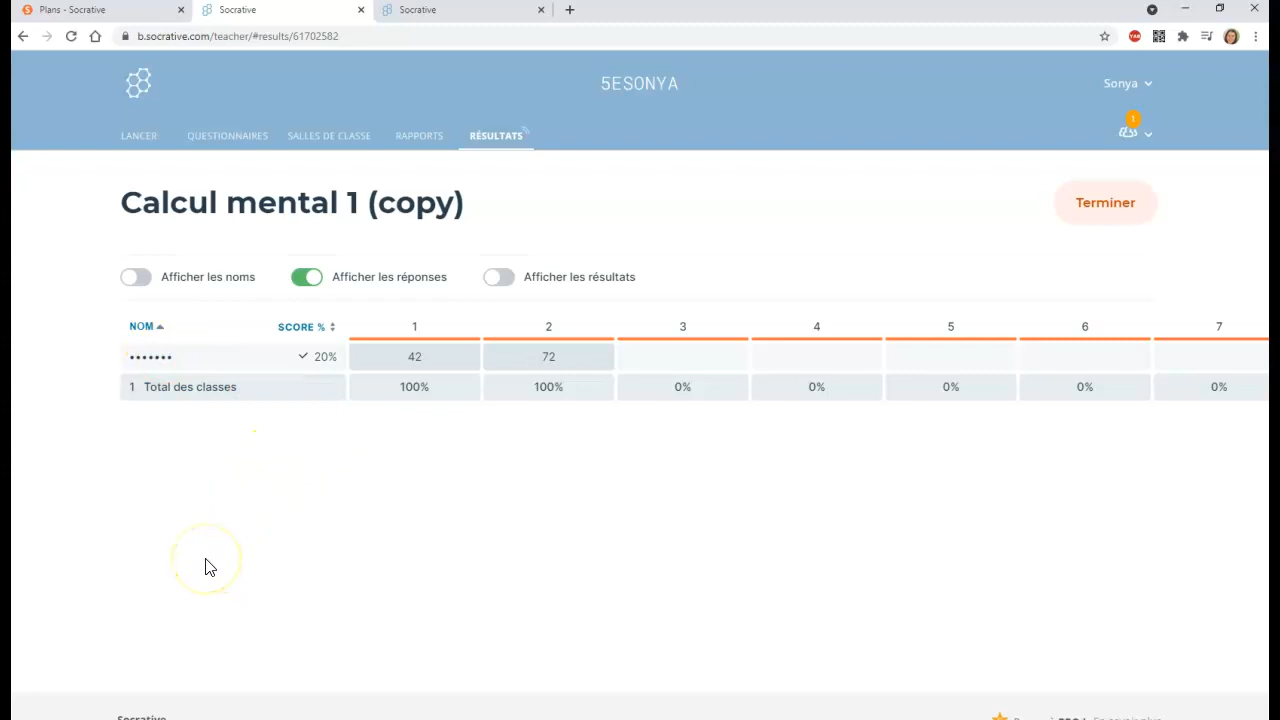 Plans - Socrative
Socrative
Socrative
b.socrative.com/teacher/#results/61702582
5ESONYA
Sonya
LANCER QUESTIONNAIRES SALLES DE CLASSE RAPPORTS RÉSULTATS
1
Calcul mental 1 (copy)
Terminer
Afficher les noms Afficher les réponses Afficher les résultats
NOM SCORE % 1 2 3 4 5 6 7
••••••• 20% 42 72
1 Total des classes 100% 100% 0% 0% 0% 0% 0%
Socrative